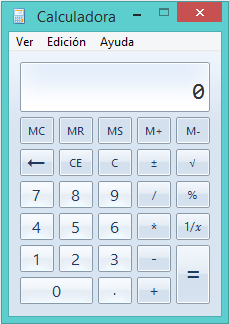 Calculadora
Ver Edición Ayuda
0
MC MR MS M+ M-
← CE C ± √
7 8 9 / %
4 5 6 * 1/x
1 2 3 - =
0 . +